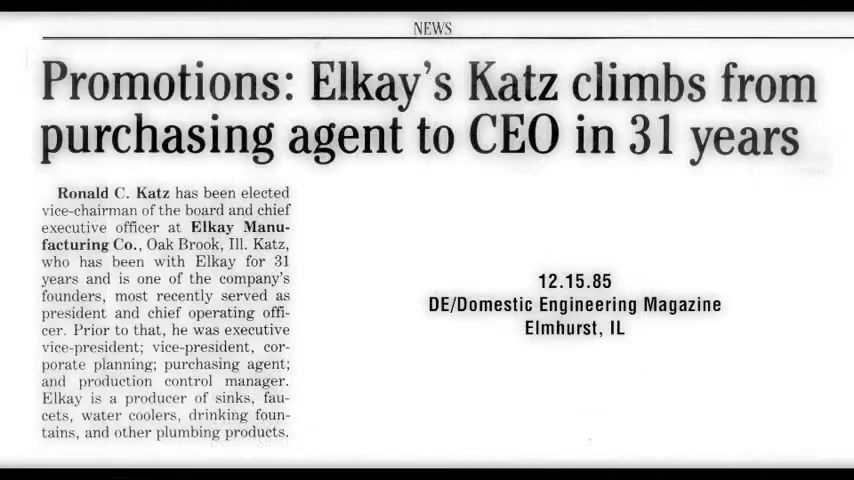 NEWS
Promotions: Elkay's Katz climbs from
purchasing agent to CEO in 31 years
Ronald C. Katz has been elected
vice-chairman of the board and chief
executive officer at Elkay Manu-
facturing Co., Oak Brook, Ill. Katz,
who has been with Elkay for 31
years and is one of the company's
founders, most recently served as
president and chief operating offi-
cer. Prior to that, he was executive
vice-president; vice-president, cor-
porate planning; purchasing agent;
and production control manager.
Elkay is a producer of sinks, fau-
cets, water coolers, drinking foun-
tains, and other plumbing products.
12.15.85
DE/Domestic Engineering Magazine
Elmhurst, IL